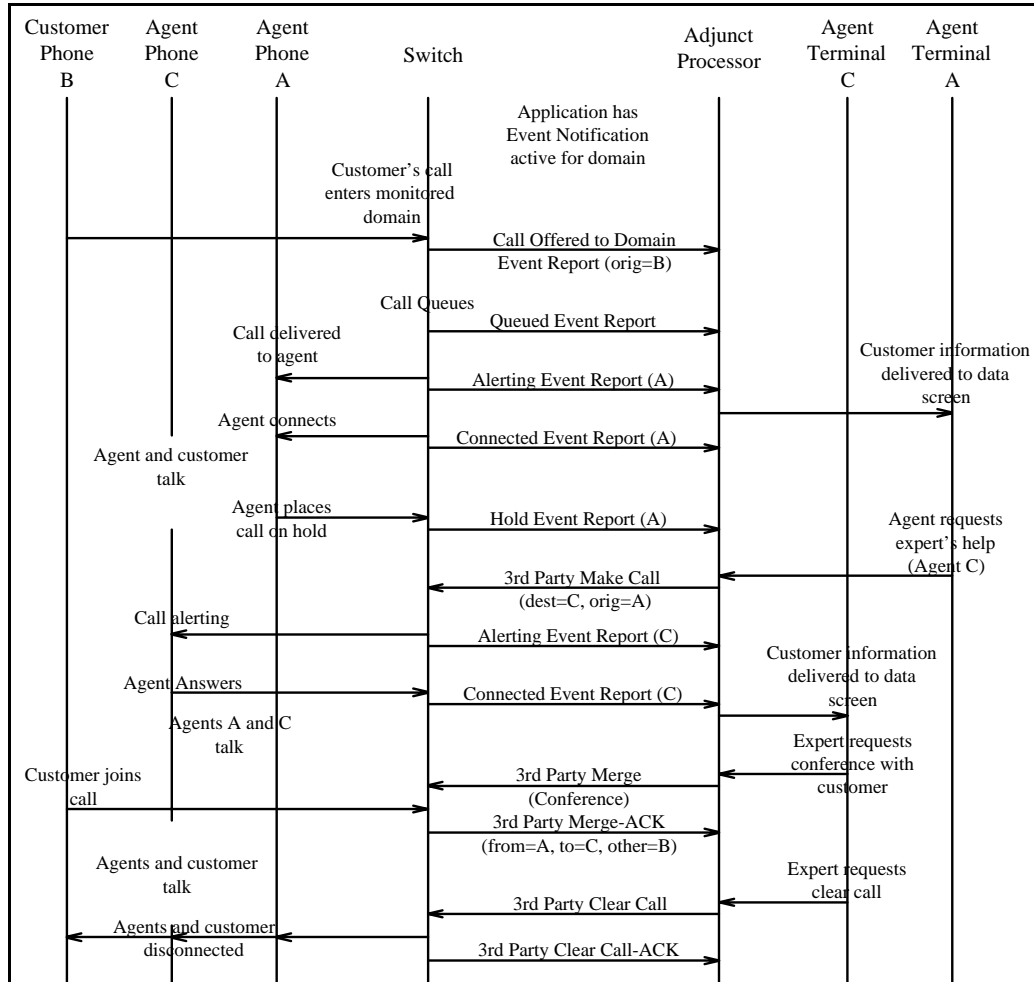 Customer
Phone
B
Agent
Phone
C
Agent
Phone
A
Switch
Adjunct
Processor
Agent
Terminal
C
Agent
Terminal
A
Application has
Event Notification
active for domain
Customer's call
enters monitored
domain
Call Offered to Domain
Event Report (orig=B)
Call Queues
Queued Event Report
Call delivered
to agent
Alerting Event Report (A)
Customer information
delivered to data
screen
Agent connects
Connected Event Report (A)
Agent and customer
talk
Agent places
call on hold
Hold Event Report (A)
Agent requests
expert's help
(Agent C)
3rd Party Make Call
(dest=C, orig=A)
Call alerting
Alerting Event Report (C)
Customer information
delivered to data
screen
Agent Answers
Connected Event Report (C)
Agents A and C
talk
Expert requests
conference with
customer
Customer joins
call
3rd Party Merge
(Conference)
3rd Party Merge-ACK
(from=A, to=C, other=B)
Agents and customer
talk
Expert requests
clear call
3rd Party Clear Call
Agents and customer
disconnected
3rd Party Clear Call-ACK